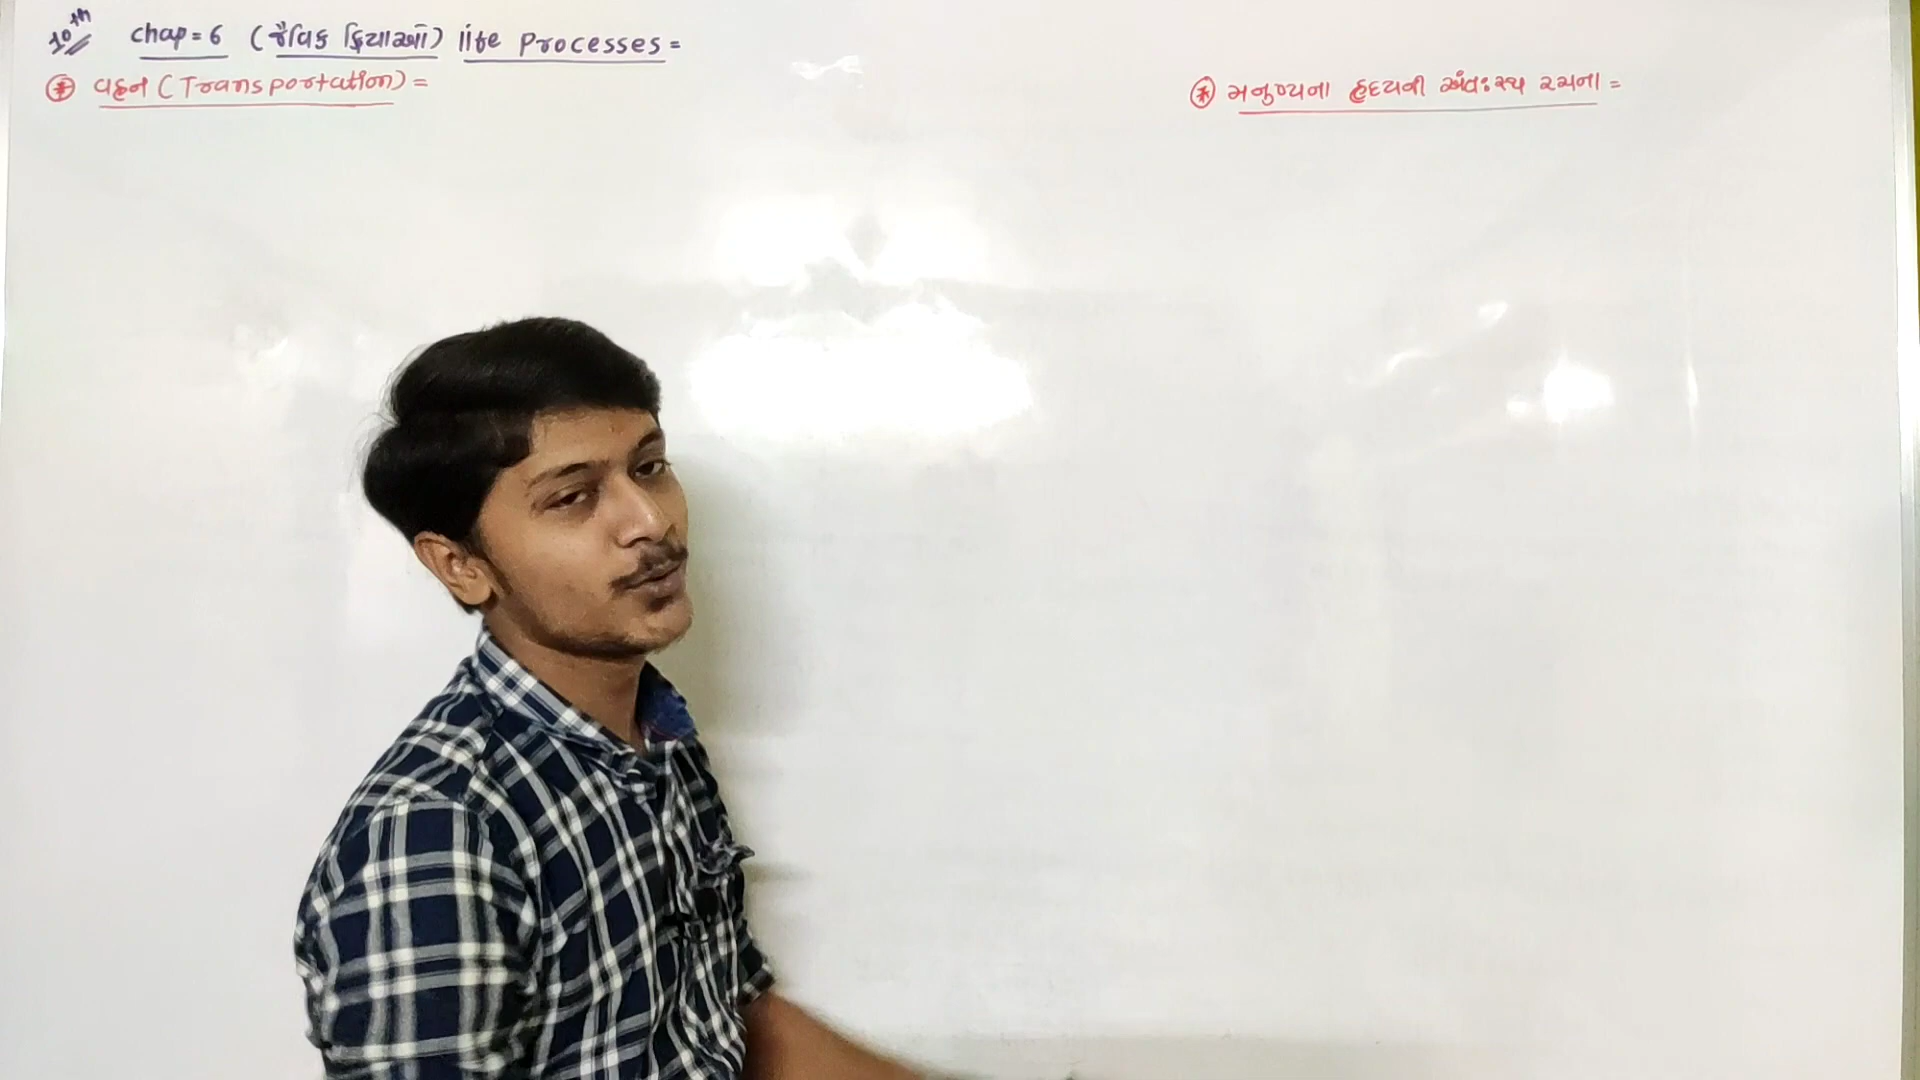 10th chap = 6 (જૈવિક ક્રિયાઓ) life Processes =
* વહન (Transportation) =
* મનુષ્યના હૃદયની અંતઃસ્થ રચના =